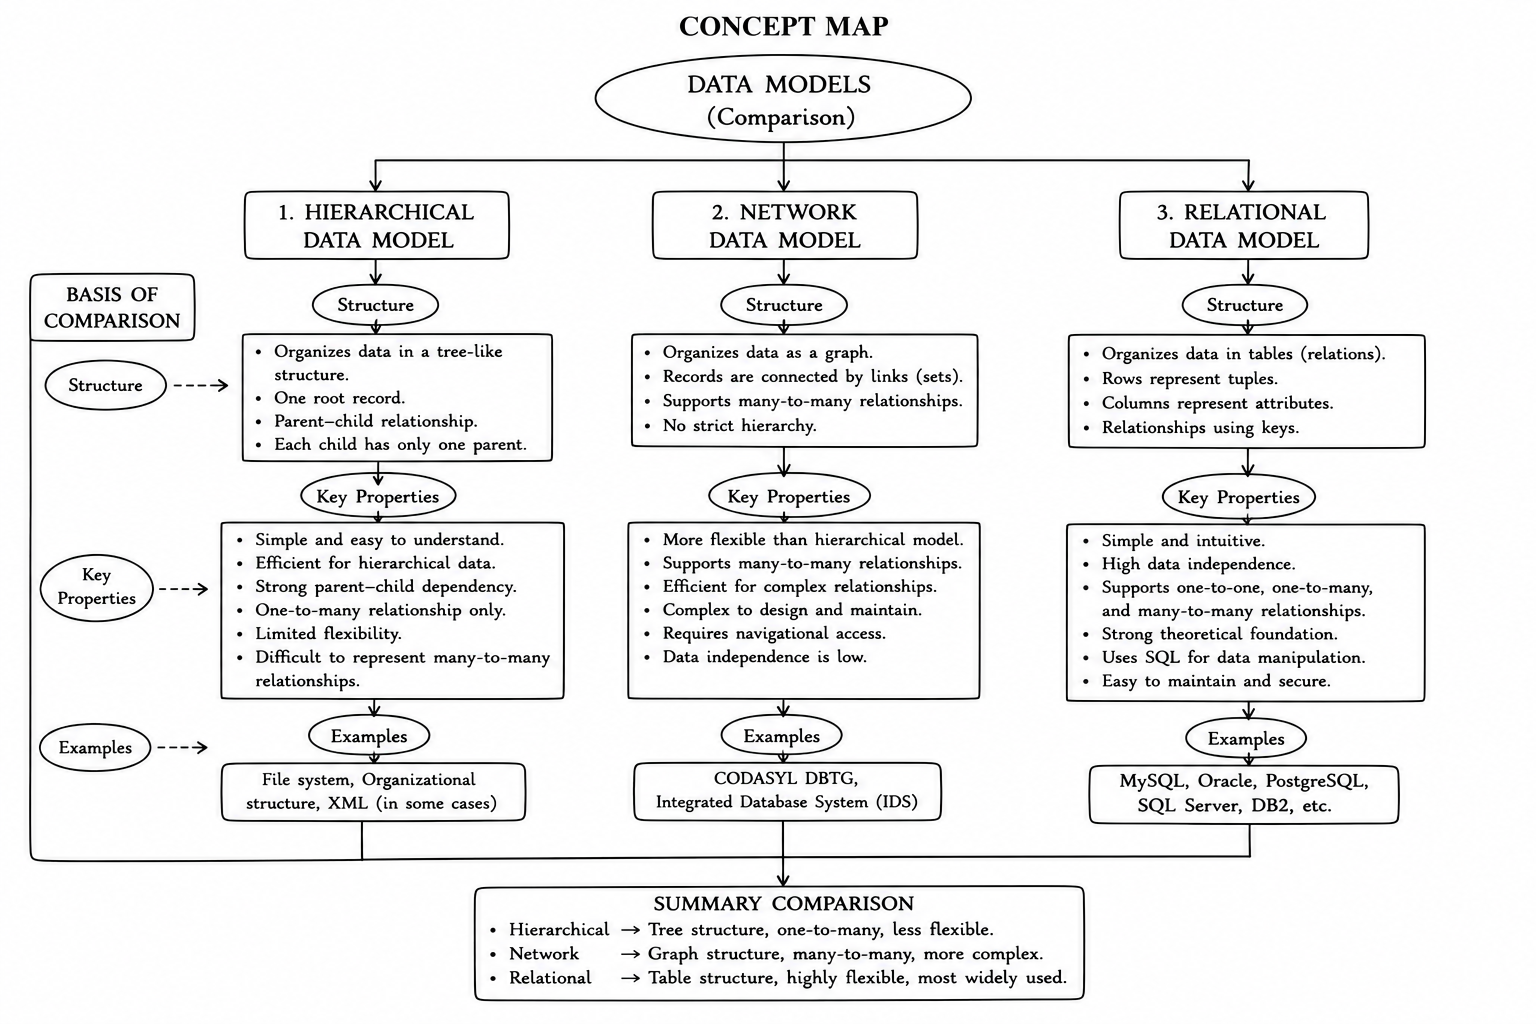 CONCEPT MAP
DATA MODELS
(Comparison)
1. HIERARCHICAL
DATA MODEL
2. NETWORK
DATA MODEL
3. RELATIONAL
DATA MODEL
BASIS OF
COMPARISON
Structure
Key
Properties
Examples
Structure
• Organizes data in a tree-like
structure.
• One root record.
• Parent–child relationship.
• Each child has only one parent.
Key Properties
• Simple and easy to understand.
• Efficient for hierarchical data.
• Strong parent–child dependency.
• One-to-many relationship only.
• Limited flexibility.
• Difficult to represent many-to-many
relationships.
Examples
File system, Organizational
structure, XML (in some cases)
Structure
• Organizes data as a graph.
• Records are connected by links (sets).
• Supports many-to-many relationships.
• No strict hierarchy.
Key Properties
• More flexible than hierarchical model.
• Supports many-to-many relationships.
• Efficient for complex relationships.
• Complex to design and maintain.
• Requires navigational access.
• Data independence is low.
Examples
CODASYL DBTG,
Integrated Database System (IDS)
Structure
• Organizes data in tables (relations).
• Rows represent tuples.
• Columns represent attributes.
• Relationships using keys.
Key Properties
• Simple and intuitive.
• High data independence.
• Supports one-to-one, one-to-many,
and many-to-many relationships.
• Strong theoretical foundation.
• Uses SQL for data manipulation.
• Easy to maintain and secure.
Examples
MySQL, Oracle, PostgreSQL,
SQL Server, DB2, etc.
SUMMARY COMPARISON
• Hierarchical → Tree structure, one-to-many, less flexible.
• Network → Graph structure, many-to-many, more complex.
• Relational → Table structure, highly flexible, most widely used.